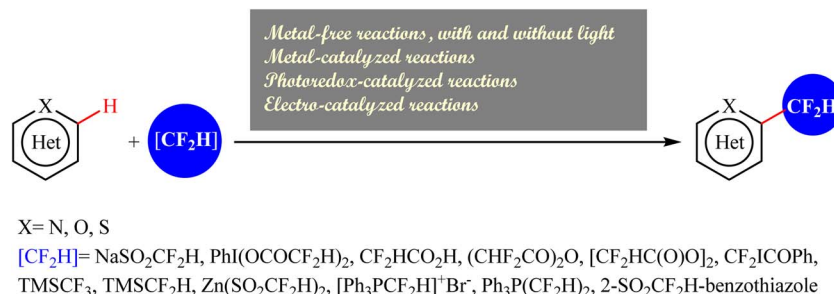 Metal-free reactions, with and without light
Metal-catalyzed reactions
Photoredox-catalyzed reactions
Electro-catalyzed reactions
X
H
Het
+
[CF₂H]
X
CF₂H
Het
X= N, O, S
[CF₂H]= NaSO₂CF₂H, PhI(OCOCF₂H)₂, CF₂HCO₂H, (CHF₂CO)₂O, [CF₂HC(O)O]₂, CF₂ICOPh,
TMSCF₃, TMSCF₂H, Zn(SO₂CF₂H)₂, [Ph₃PCF₂H]⁺Br⁻, Ph₃P(CF₂H)₂, 2-SO₂CF₂H-benzothiazole